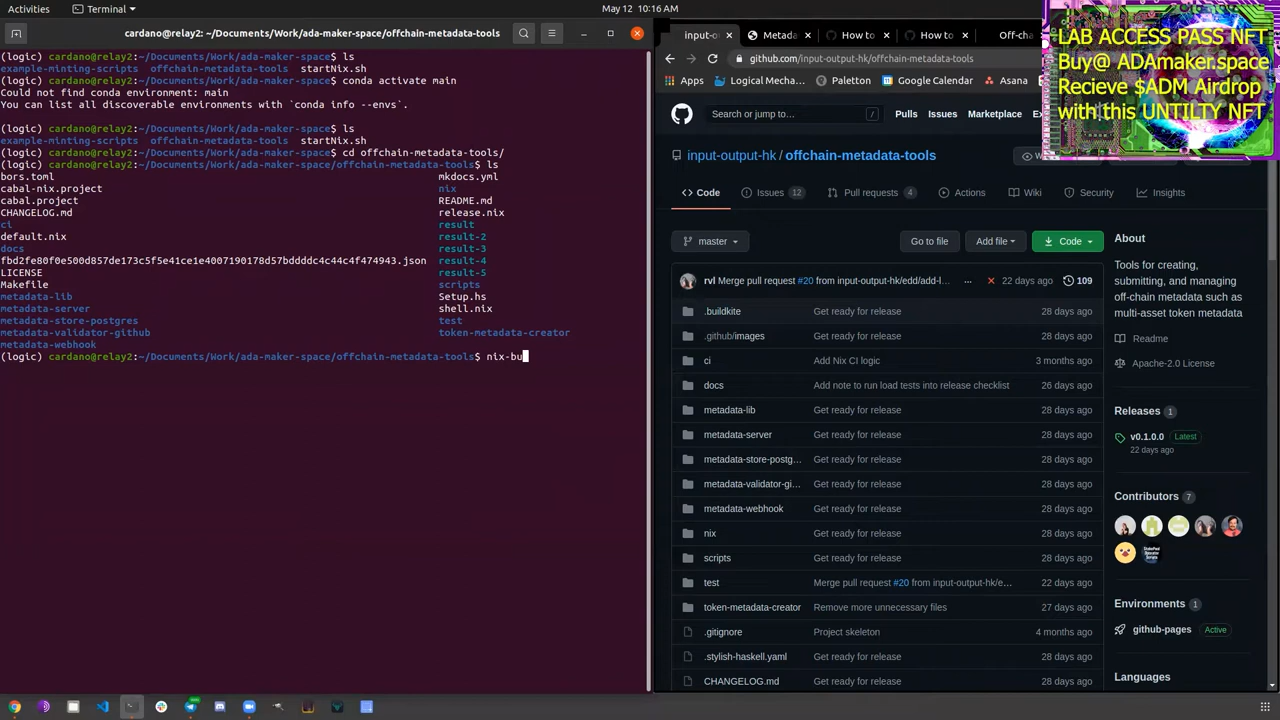 Activities
Terminal
May 12 10:16 AM
cardano@relay2: ~/Documents/Work/ada-maker-space/offchain-metadata-tools
(logic) cardano@relay2:~/Documents/Work/ada-maker-space$ ls
example-minting-scripts offchain-metadata-tools startNix.sh
(logic) cardano@relay2:~/Documents/Work/ada-maker-space$ conda activate main
Could not find conda environment: main
You can list all discoverable environments with `conda info --envs`.
(logic) cardano@relay2:~/Documents/Work/ada-maker-space$ ls
example-minting-scripts offchain-metadata-tools startNix.sh
(logic) cardano@relay2:~/Documents/Work/ada-maker-space$ cd offchain-metadata-tools/
(logic) cardano@relay2:~/Documents/Work/ada-maker-space/offchain-metadata-tools$ ls
bors.toml mkdocs.yml
cabal-nix.project nix
cabal.project README.md
CHANGELOG.md release.nix
ci result
default.nix result-2
docs result-3
fbd2fe80f0e500d857de173c5f5e41ce1e4007190178d57bddddc4c44c4f474943.json result-4
LICENSE result-5
Makefile scripts
metadata-lib Setup.hs
metadata-server shell.nix
metadata-store-postgres test
metadata-validator-github token-metadata-creator
metadata-webhook
(logic) cardano@relay2:~/Documents/Work/ada-maker-space/offchain-metadata-tools$ nix-bu
input-o
Metada
How to
How to
Off-ch
github.com/input-output-hk/offchain-metadata-tools
Apps
Logical Mechar
Paletton
Google Calendar
Asana
Search or jump to…
/
Pulls
Issues
Marketplace
LAB ACCESS PASS NFT
Buy@ ADAmaker.space
Recieve $ADM Airdrop
with this UNTILTY NFT
input-output-hk / offchain-metadata-tools
Code
Issues 12
Pull requests 4
Actions
Wiki
Security
Insights
master
Go to file
Add file
Code
rvl Merge pull request #20 from input-output-hk/edd/add-l… ... 22 days ago 109
.buildkite Get ready for release 28 days ago
.github/images Get ready for release 28 days ago
ci Add Nix CI logic 3 months ago
docs Add note to run load tests into release checklist 26 days ago
metadata-lib Get ready for release 28 days ago
metadata-server Get ready for release 28 days ago
metadata-store-postg… Get ready for release 28 days ago
metadata-validator-gi… Get ready for release 28 days ago
metadata-webhook Get ready for release 28 days ago
nix Get ready for release 28 days ago
scripts Get ready for release 28 days ago
test Merge pull request #20 from input-output-hk/e… 22 days ago
token-metadata-creator Remove more unnecessary files 27 days ago
.gitignore Project skeleton 4 months ago
.stylish-haskell.yaml Get ready for release 28 days ago
CHANGELOG.md Get ready for release 28 days ago
About
Tools for creating,
submitting, and managing
off-chain metadata such as
multi-asset token metadata
Readme
Apache-2.0 License
Releases 1
v0.1.0.0 Latest
22 days ago
Contributors 7
Environments 1
github-pages Active
Languages